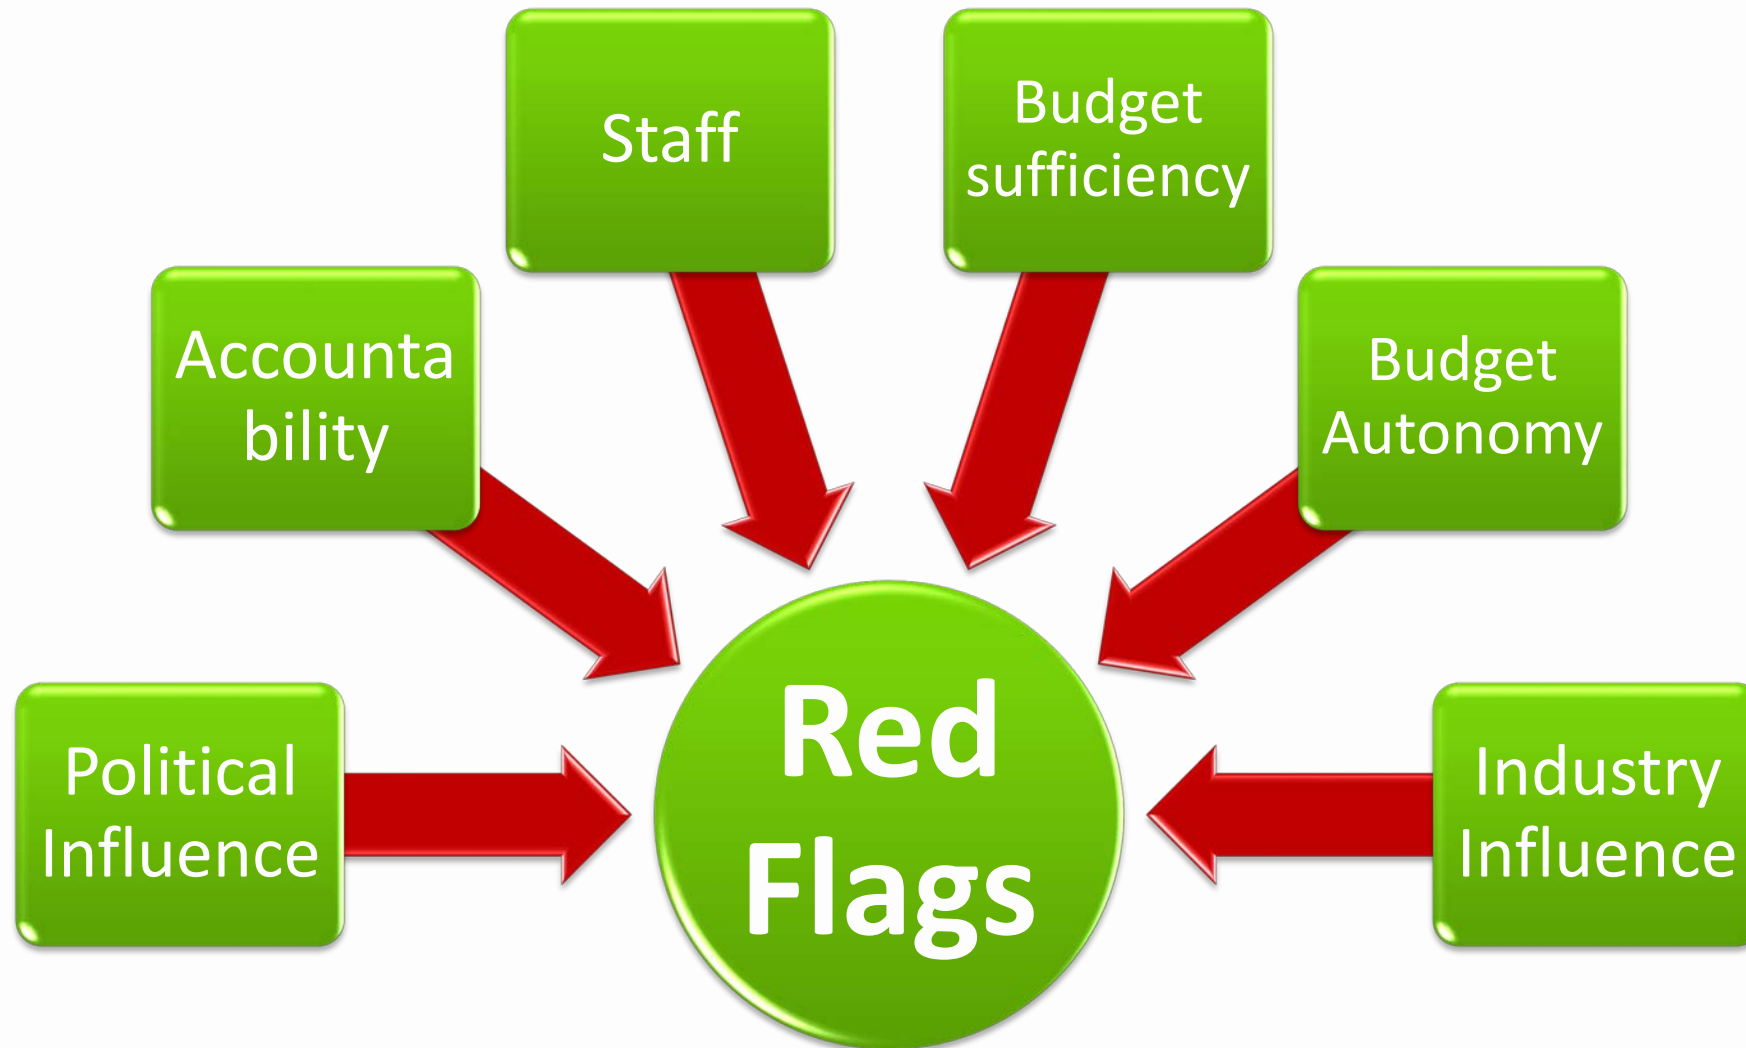 Staff
Budget
sufficiency
Accounta
bility
Budget
Autonomy
Political
Influence
Red
Flags
Industry
Influence